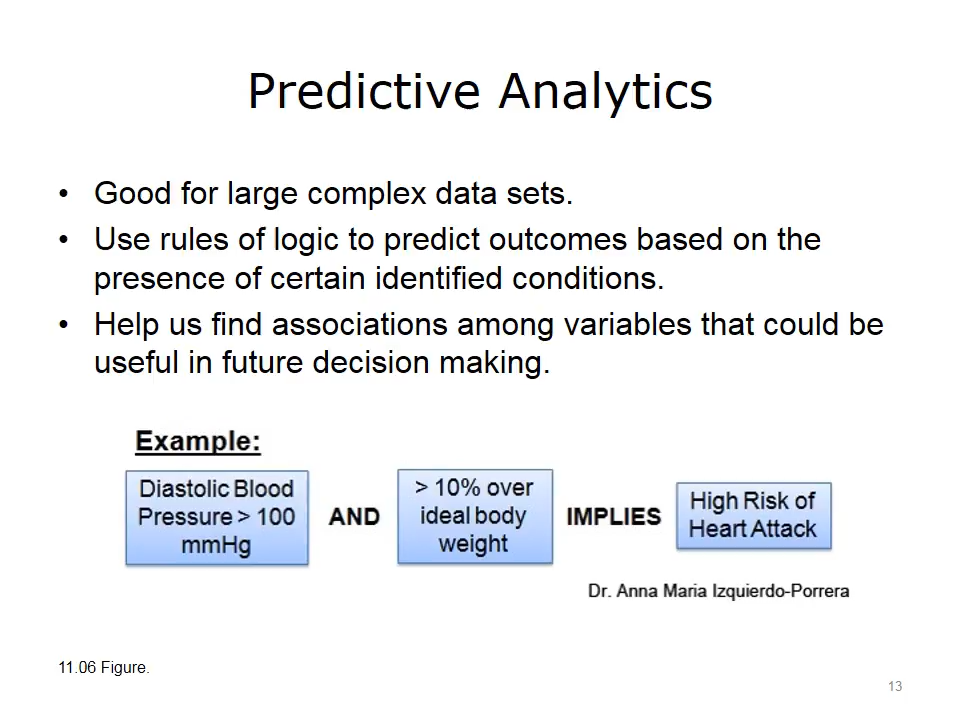 Predictive Analytics
• Good for large complex data sets.
• Use rules of logic to predict outcomes based on the
presence of certain identified conditions.
• Help us find associations among variables that could be
useful in future decision making.
Example:
Diastolic Blood
Pressure > 100
mmHg
AND
> 10% over
ideal body
weight
IMPLIES
High Risk of
Heart Attack
Dr. Anna Maria Izquierdo-Porrera
11.06 Figure.
13